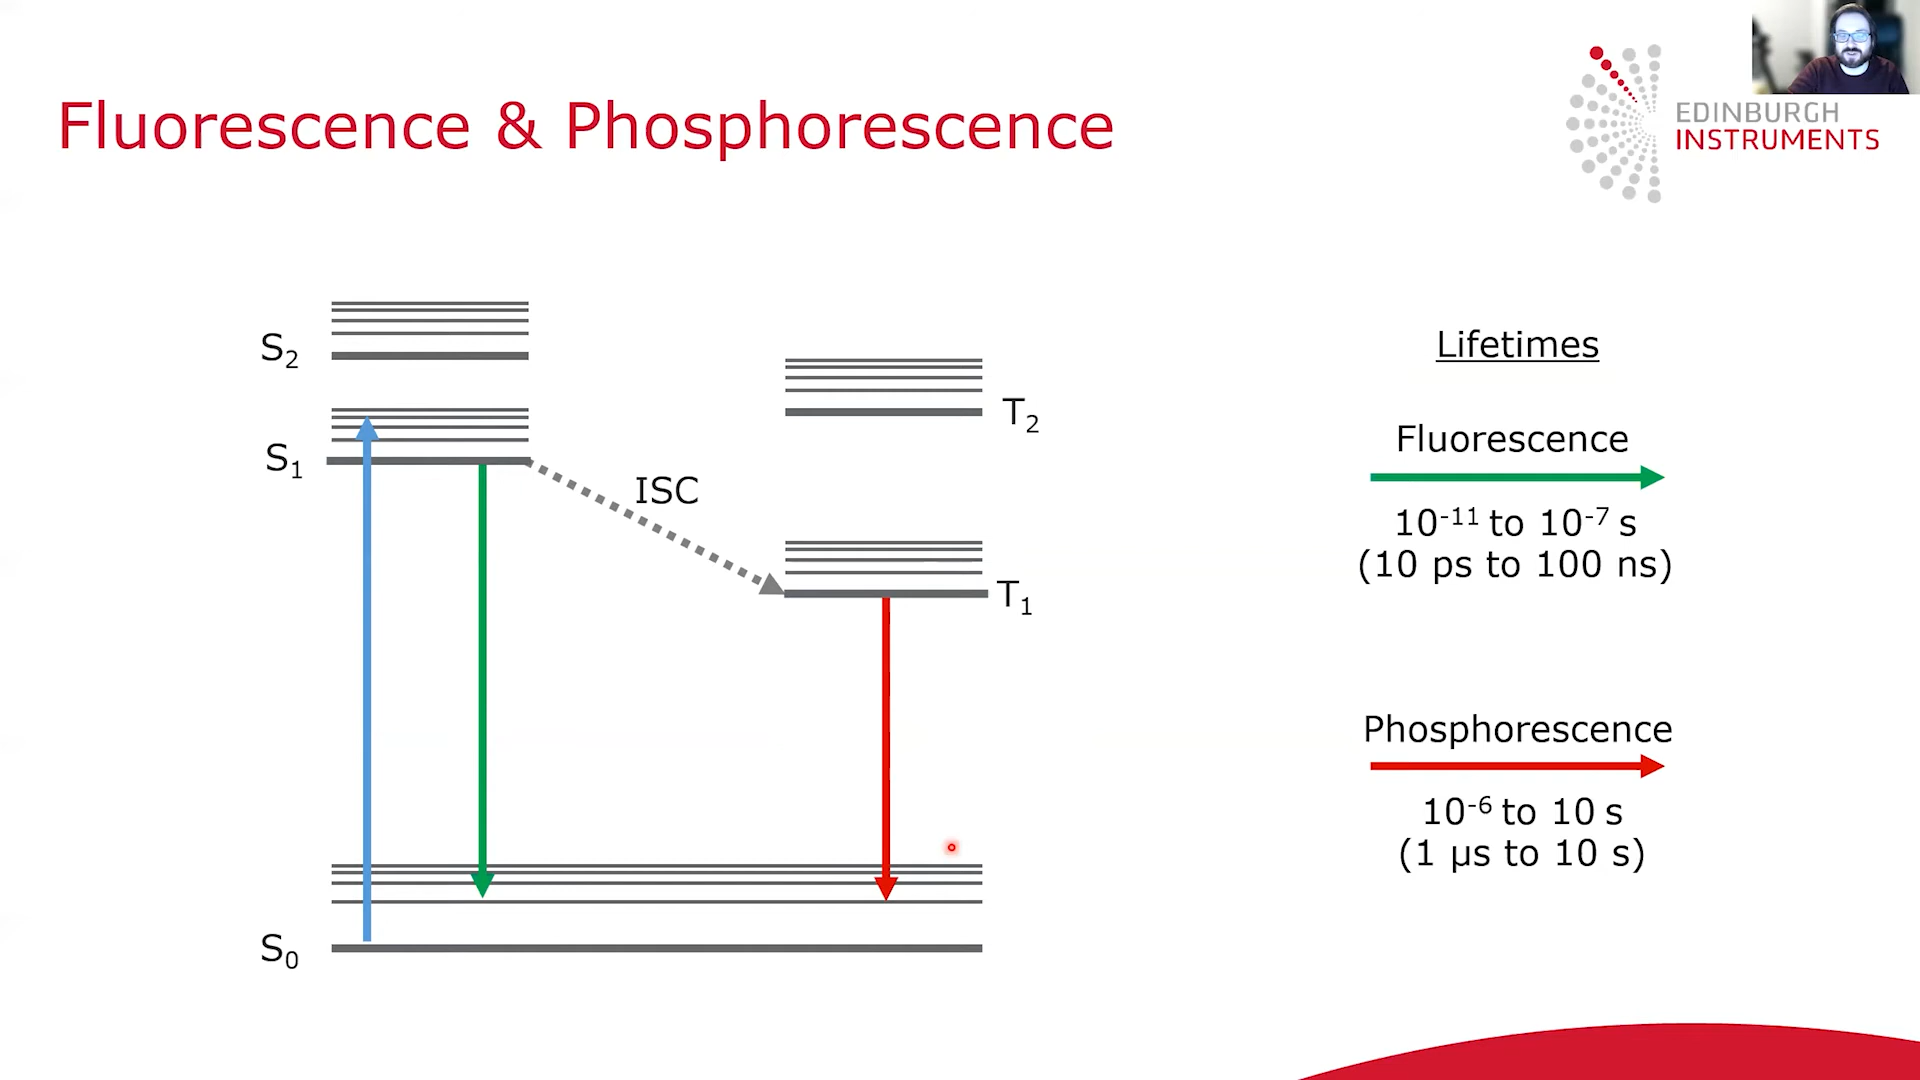 Fluorescence & Phosphorescence
EDINBURGH
INSTRUMENTS
S₂
S₁
ISC
T₂
T₁
S₀
Lifetimes
Fluorescence
10⁻¹¹ to 10⁻⁷ s
(10 ps to 100 ns)
Phosphorescence
10⁻⁶ to 10 s
(1 µs to 10 s)